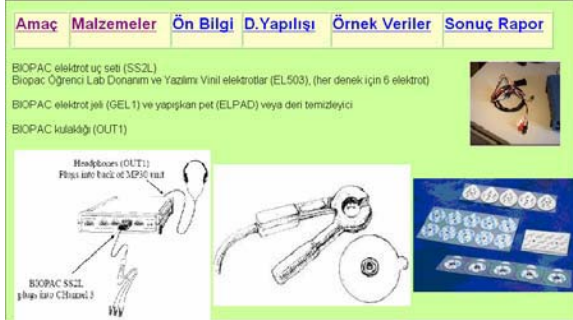 Amaç Malzemeler Ön Bilgi D.Yapılışı Örnek Veriler Sonuç Rapor
BIOPAC elektrot uç seti (SS2L)
Biopac Öğrenci Lab Donanım ve Yazılımı Vinil elektrotlar (EL503), (her denek için 6 elektrot)
BIOPAC elektrot jeli (GEL1) ve yapışkan pet (ELPAD) veya deri temizleyici
BIOPAC kulaklığı (OUT1)
Headphones (OUT1)
Plugs into back of MP30 unit
BIOPAC SS2L
plugs into CHannel 3